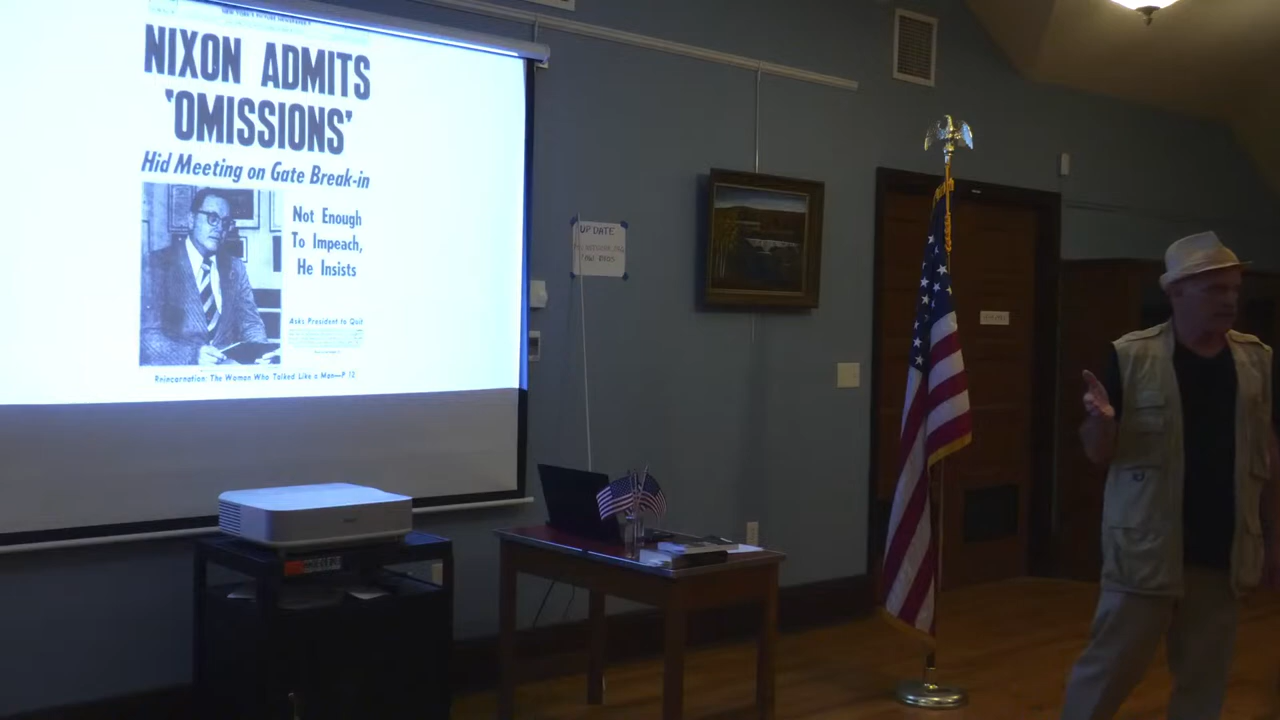 NIXON ADMITS
'OMISSIONS'
Hid Meeting on Gate Break-in
Not Enough
To Impeach,
He Insists
Asks President to Quit
Reincarnation: The Woman Who Talked Like a Man—P 12
UPDATE